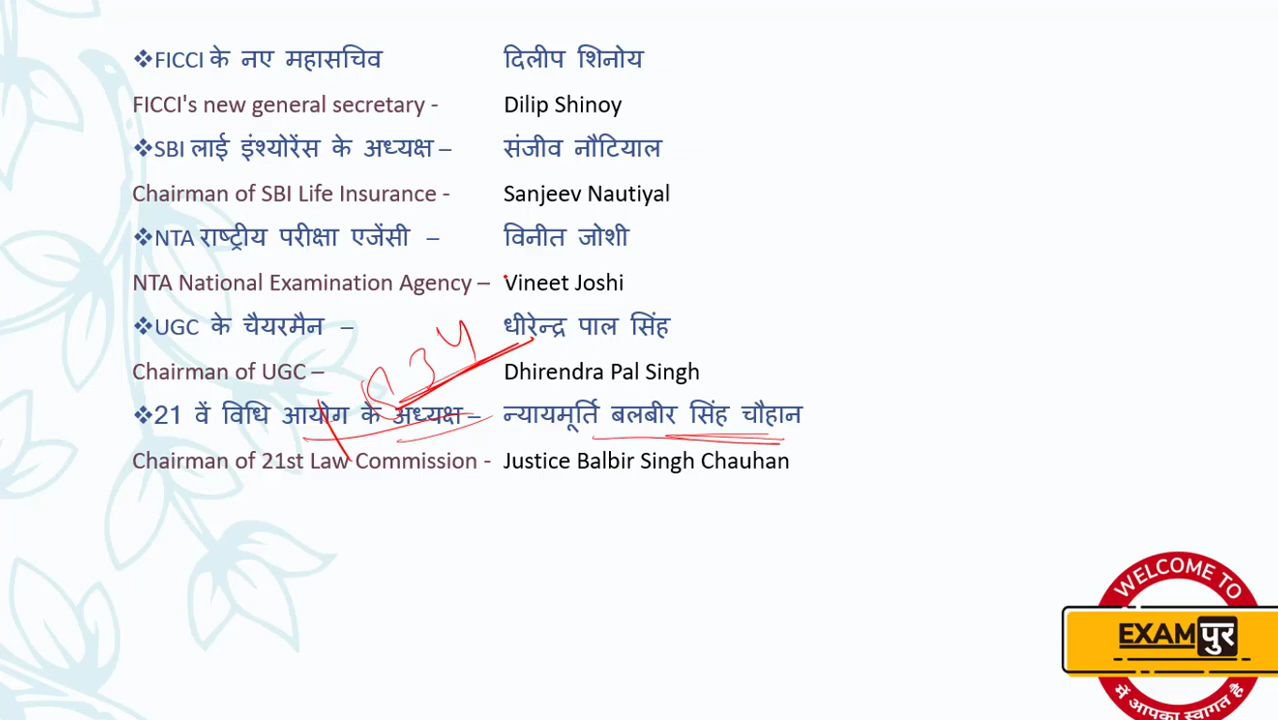 ❖FICCI के नए महासचिव दिलीप शिनोय
FICCI's new general secretary - Dilip Shinoy
❖SBI लाई इंश्योरेंस के अध्यक्ष – संजीव नौटियाल
Chairman of SBI Life Insurance - Sanjeev Nautiyal
❖NTA राष्ट्रीय परीक्षा एजेंसी – विनीत जोशी
NTA National Examination Agency – Vineet Joshi
❖UGC के चैयरमैन – धीरेन्द्र पाल सिंह
Chairman of UGC – Dhirendra Pal Singh
❖21 वें विधि आयोग के अध्यक्ष – न्यायमूर्ति बलबीर सिंह चौहान
Chairman of 21st Law Commission - Justice Balbir Singh Chauhan
WELCOME TO
EXAMपुर
में आपका स्वागत है